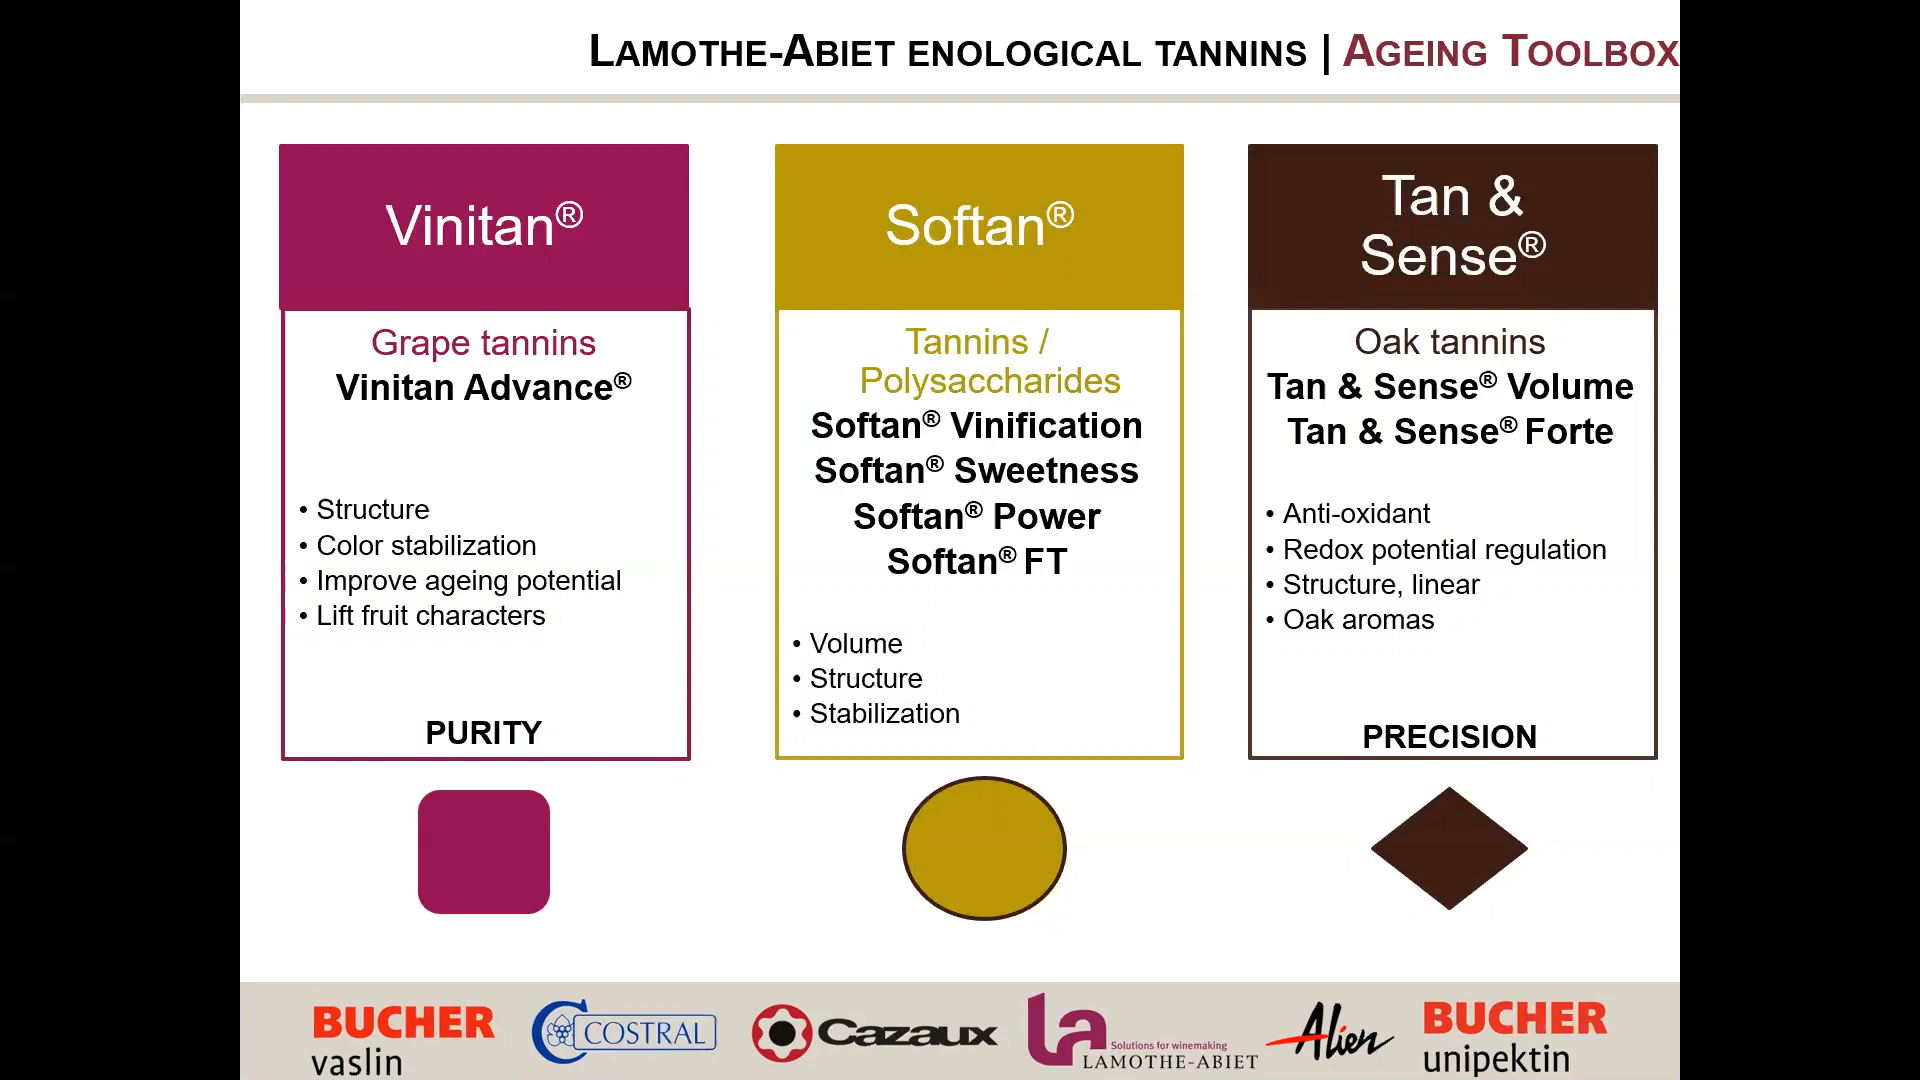 LAMOTHE-ABIET ENOLOGICAL TANNINS | AGEING TOOLBOX
Vinitan®
Grape tannins
Vinitan Advance®
• Structure
• Color stabilization
• Improve ageing potential
• Lift fruit characters
PURITY
Softan®
Tannins /
Polysaccharides
Softan® Vinification
Softan® Sweetness
Softan® Power
Softan® FT
• Volume
• Structure
• Stabilization
Tan &
Sense®
Oak tannins
Tan & Sense® Volume
Tan & Sense® Forte
• Anti-oxidant
• Redox potential regulation
• Structure, linear
• Oak aromas
PRECISION
BUCHER
vaslin
COSTRAL
Cazaux
la
Solutions for winemaking
LAMOTHE-ABIET
Alien
BUCHER
unipektin